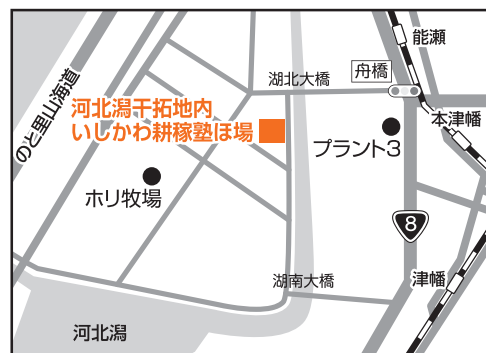 能瀬
舟橋
湖北大橋
のと里山海道
河北潟干拓地内
いしかわ耕稼塾ほ場
本津幡
プラント3
ホリ牧場
8
湖南大橋
津幡
河北潟